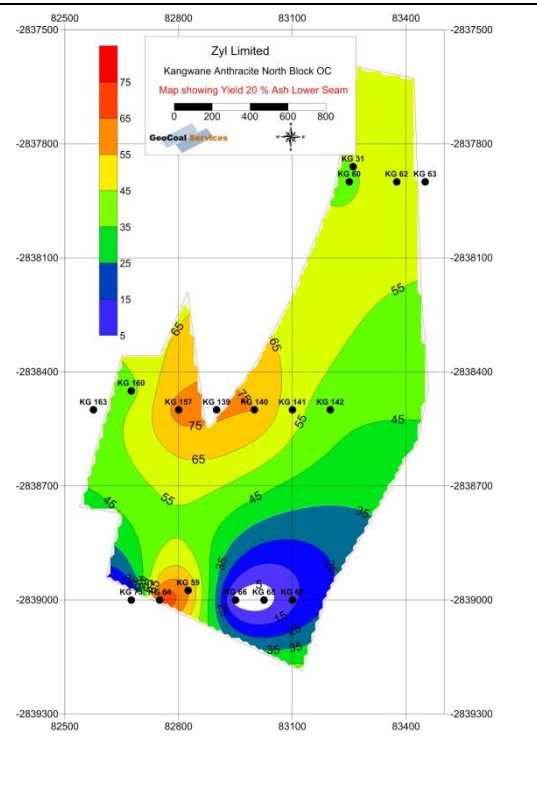 82500 82800 83100 83400
-2837500 -2837500
Zyl Limited
Kangwane Anthracite North Block OC
Map showing Yield 20 % Ash Lower Seam
0 200 400 600 800
GeoCoal Services
75
65
55
45
35
25
15
5
-2837800 -2837800
KG 31
KG 60 KG 62 KG 63
-2838100 -2838100
55
65 65
-2838400 -2838400
KG 160 75
KG 163 KG 157 KG 139 KG 140 KG 141 KG 142
75 55 45
65
-2838700 -2838700
45 55 45 35
35 25
5
KG 59
KG 73 KG 64 KG 66 KG 68 KG 69
-2839000 -2839000
15
25
35 35
-2839300 -2839300
82500 82800 83100 83400